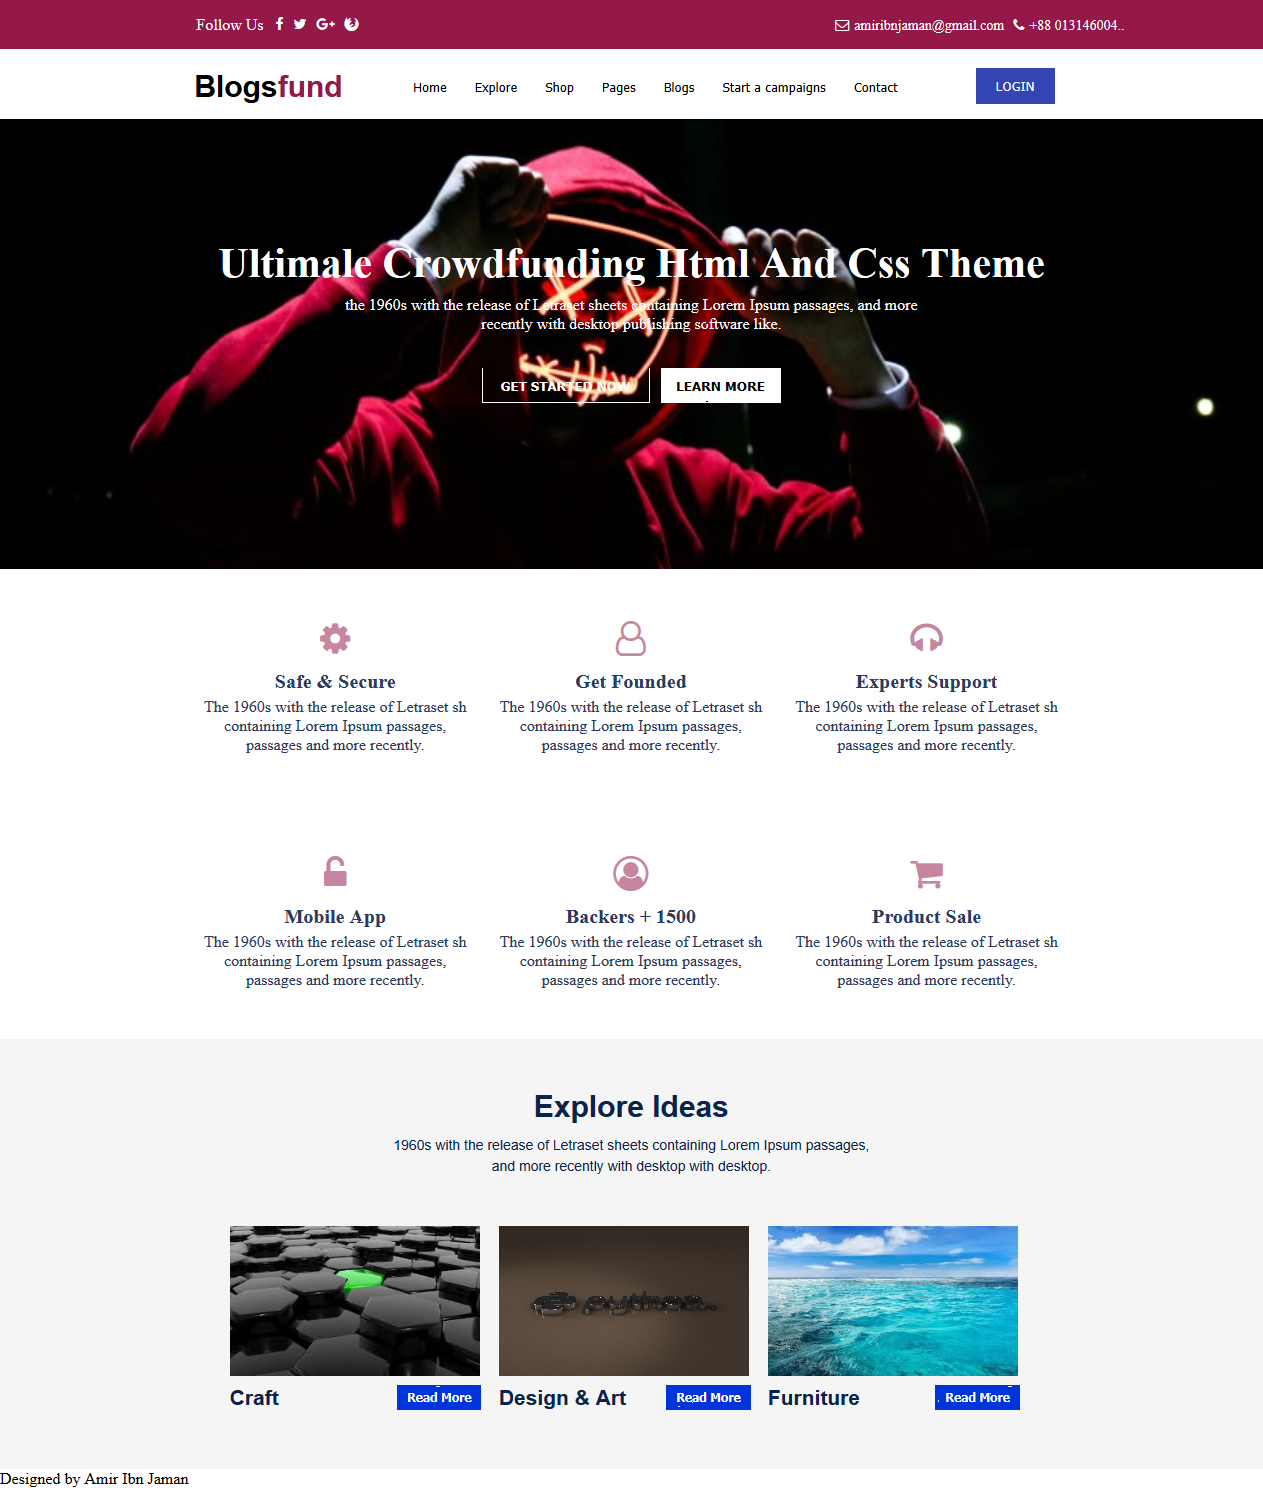 Follow Us
amiribnjaman@gmail.com +88 013146004..
Blogsfund
Home Explore Shop Pages Blogs Start a campaigns Contact
LOGIN
Ultimale Crowdfunding Html And Css Theme
the 1960s with the release of Letraset sheets containing Lorem Ipsum passages, and more
recently with desktop publishing software like.
GET STARTED NOW LEARN MORE
Safe & Secure
The 1960s with the release of Letraset sh
containing Lorem Ipsum passages,
passages and more recently.
Get Founded
The 1960s with the release of Letraset sh
containing Lorem Ipsum passages,
passages and more recently.
Experts Support
The 1960s with the release of Letraset sh
containing Lorem Ipsum passages,
passages and more recently.
Mobile App
The 1960s with the release of Letraset sh
containing Lorem Ipsum passages,
passages and more recently.
Backers + 1500
The 1960s with the release of Letraset sh
containing Lorem Ipsum passages,
passages and more recently.
Product Sale
The 1960s with the release of Letraset sh
containing Lorem Ipsum passages,
passages and more recently.
Explore Ideas
1960s with the release of Letraset sheets containing Lorem Ipsum passages,
and more recently with desktop with desktop.
Craft
Read More
Design & Art
Read More
Furniture
Read More
Designed by Amir Ibn Jaman